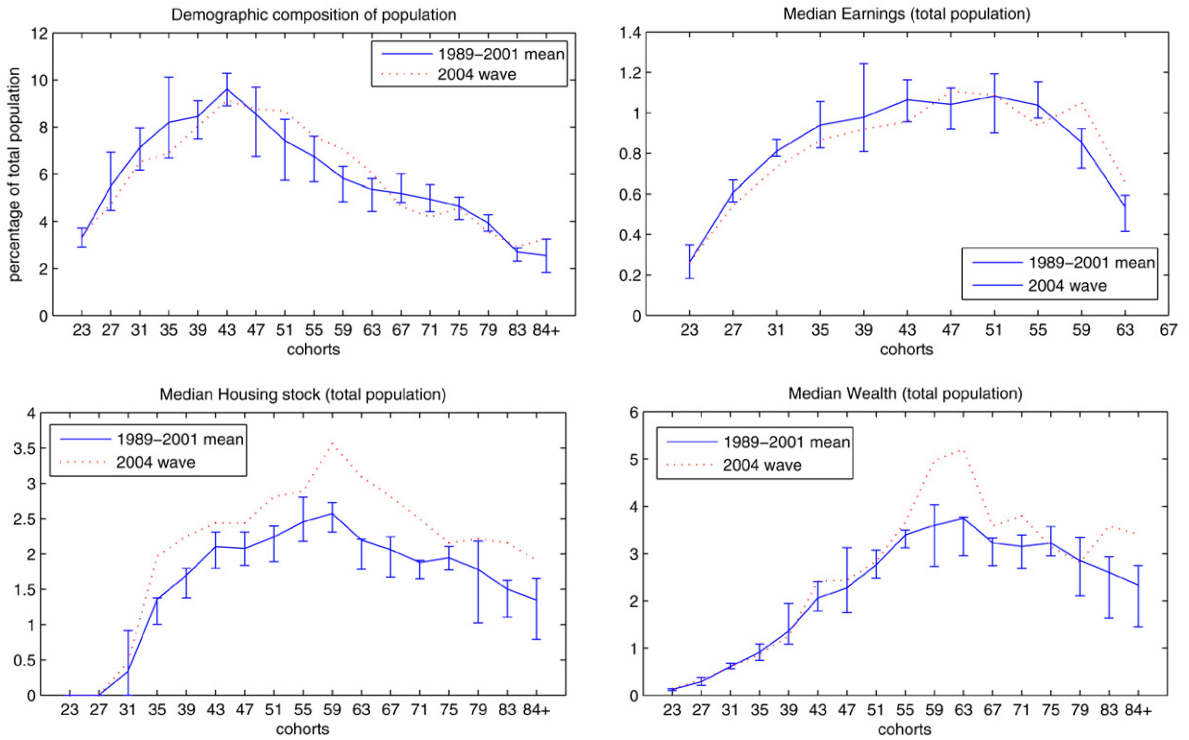 Demographic composition of population
12
10
8
6
4
2
0
percentage of total population
1989-2001 mean
2004 wave
23 27 31 35 39 43 47 51 55 59 63 67 71 75 79 83 84+
cohorts
Median Earnings (total population)
1.4
1.2
1
0.8
0.6
0.4
0.2
0
1989-2001 mean
2004 wave
23 27 31 35 39 43 47 51 55 59 63 67
cohorts
Median Housing stock (total population)
4
3.5
3
2.5
2
1.5
1
0.5
0
1989-2001 mean
2004 wave
23 27 31 35 39 43 47 51 55 59 63 67 71 75 79 83 84+
cohorts
Median Wealth (total population)
6
5
4
3
2
1
0
1989-2001 mean
2004 wave
23 27 31 35 39 43 47 51 55 59 63 67 71 75 79 83 84+
cohorts